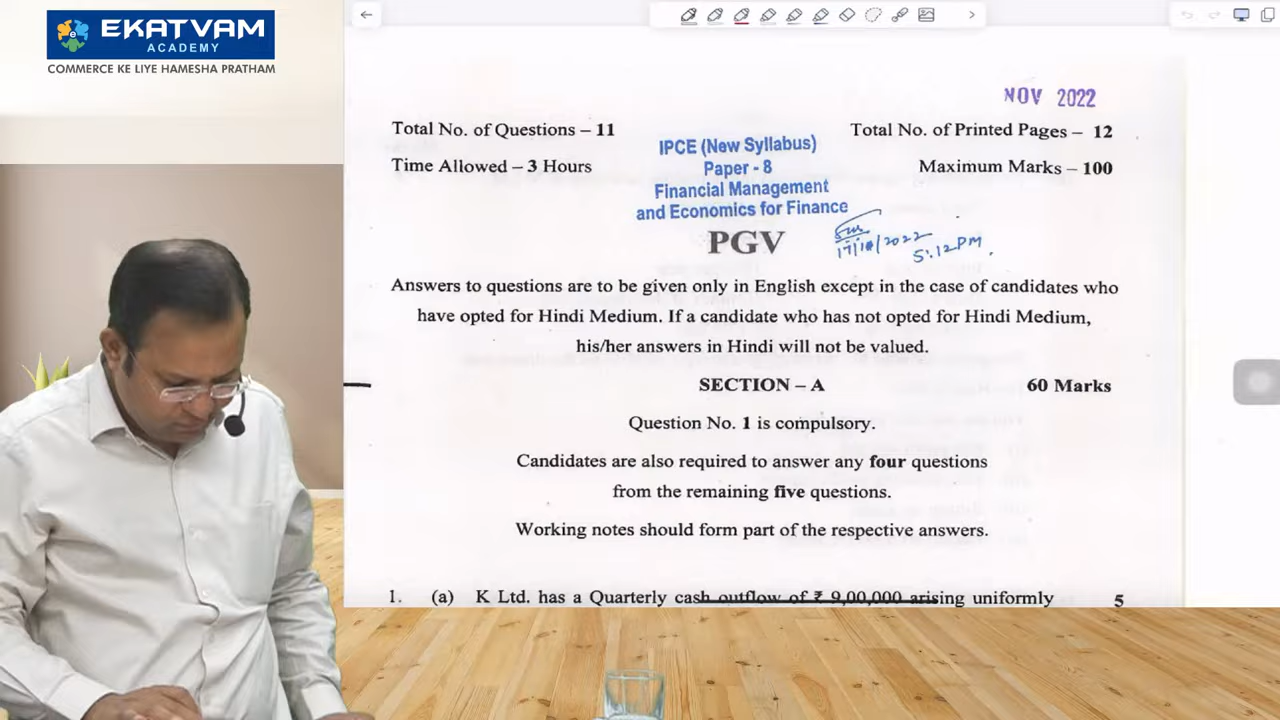 EKATVAM
ACADEMY
COMMERCE KE LIYE HAMESHA PRATHAM
NOV 2022
Total No. of Questions – 11
Total No. of Printed Pages – 12
Time Allowed – 3 Hours
Maximum Marks – 100
IPCE (New Syllabus)
Paper - 8
Financial Management
and Economics for Finance
PGV
5:12 PM
Answers to questions are to be given only in English except in the case of candidates who
have opted for Hindi Medium. If a candidate who has not opted for Hindi Medium,
his/her answers in Hindi will not be valued.
SECTION – A
60 Marks
Question No. 1 is compulsory.
Candidates are also required to answer any four questions
from the remaining five questions.
Working notes should form part of the respective answers.
1. (a) K Ltd. has a Quarterly cash outflow of ₹ 9,00,000 arising uniformly 5